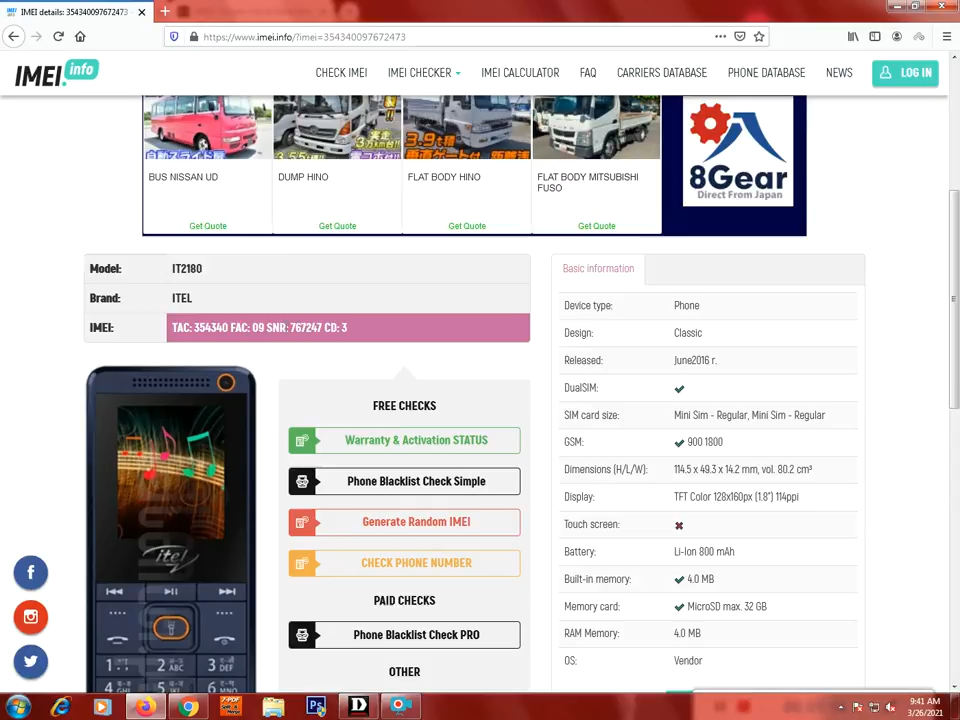 IMEI details: 354340097672473
https://www.imei.info/?imei=354340097672473
IMEI.info
CHECK IMEI
IMEI CHECKER
IMEI CALCULATOR
FAQ
CARRIERS DATABASE
PHONE DATABASE
NEWS
LOG IN
BUS NISSAN UD
DUMP HINO
FLAT BODY HINO
FLAT BODY MITSUBISHI
FUSO
Get Quote
Get Quote
Get Quote
Get Quote
8Gear
Direct From Japan
Model: IT2180
Brand: ITEL
IMEI: TAC: 354340 FAC: 09 SNR: 767247 CD: 3
itel
FREE CHECKS
Warranty & Activation STATUS
Phone Blacklist Check Simple
Generate Random IMEI
CHECK PHONE NUMBER
PAID CHECKS
Phone Blacklist Check PRO
OTHER
Basic information
Device type: Phone
Design: Classic
Released: June2016 r.
DualSIM:
SIM card size: Mini Sim - Regular, Mini Sim - Regular
GSM: 900 1800
Dimensions (H/L/W): 114.5 x 49.3 x 14.2 mm, vol. 80.2 cm³
Display: TFT Color 128x160px (1.8") 114ppi
Touch screen:
Battery: Li-Ion 800 mAh
Built-in memory: 4.0 MB
Memory card: MicroSD max. 32 GB
RAM Memory: 4.0 MB
OS: Vendor
9:41 AM
3/26/2021